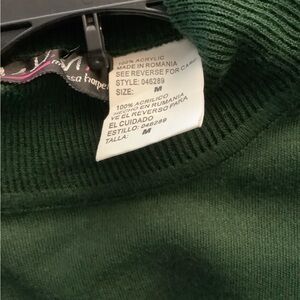 100% ACRYLIC
MADE IN ROMANIA
SEE REVERSE FOR CARE
STYLE: 046289
SIZE: M
100% ACRILICO
HECHO EN RUMANIA
VE EL REVERSO PARA
EL CUIDADO
ESTILO: 046289
TALLA: M